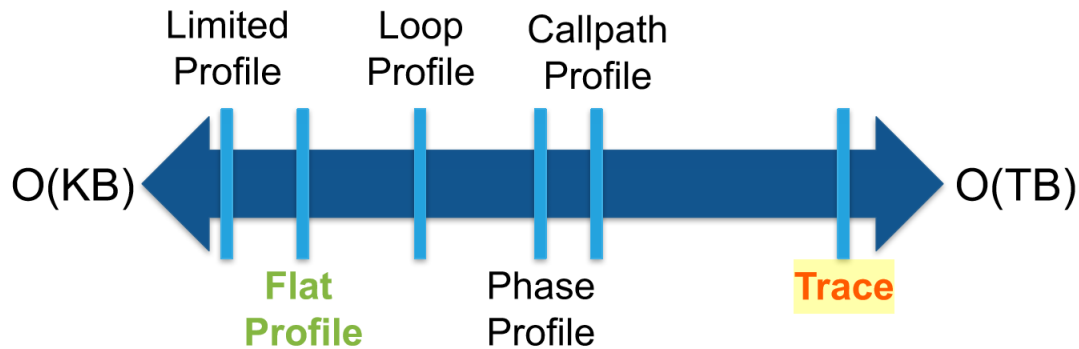 Limited
Profile
Loop
Profile
Callpath
Profile
O(KB)
O(TB)
Flat
Profile
Phase
Profile
Trace